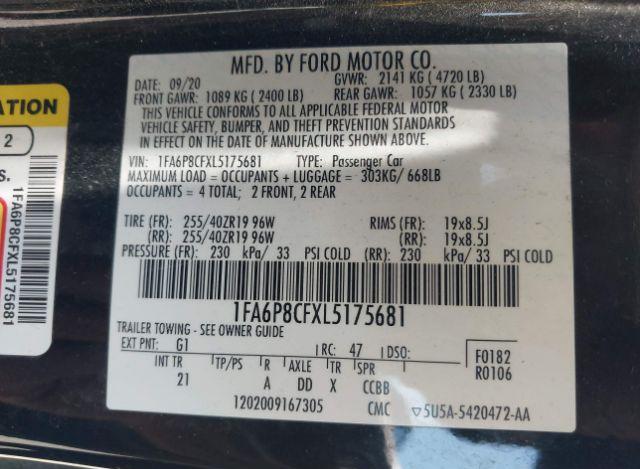 ATION
2
s.
1FA6P8CFXL5175681
MFD. BY FORD MOTOR CO.
DATE: 09/20 GVWR: 2141 KG ( 4720 LB)
FRONT GAWR: 1089 KG ( 2400 LB) REAR GAWR: 1057 KG ( 2330 LB)
THIS VEHICLE CONFORMS TO ALL APPLICABLE FEDERAL MOTOR
VEHICLE SAFETY, BUMPER, AND THEFT PREVENTION STANDARDS
IN EFFECT ON THE DATE OF MANUFACTURE SHOWN ABOVE.
VIN: 1FA6P8CFXL5175681 TYPE: Passenger Car
MAXIMUM LOAD = OCCUPANTS + LUGGAGE = 303KG/ 668LB
OCCUPANTS = 4 TOTAL; 2 FRONT, 2 REAR
TIRE (FR): 255/40ZR19 96W RIMS (FR): 19x8.5J
(RR): 255/40ZR19 96W (RR): 19x8.5J
PRESSURE (FR): 230 kPa/ 33 PSI COLD (RR): 230 kPa/ 33 PSI COLD
1FA6P8CFXL5175681
TRAILER TOWING - SEE OWNER GUIDE
EXT PNT: G1 RC: 47 DSO: F0182
INT TR TP/PS R AXLE TR SPR R0106
21 A DD X CCBB
1202009167305 CMC ▽5U5A-5420472-AA